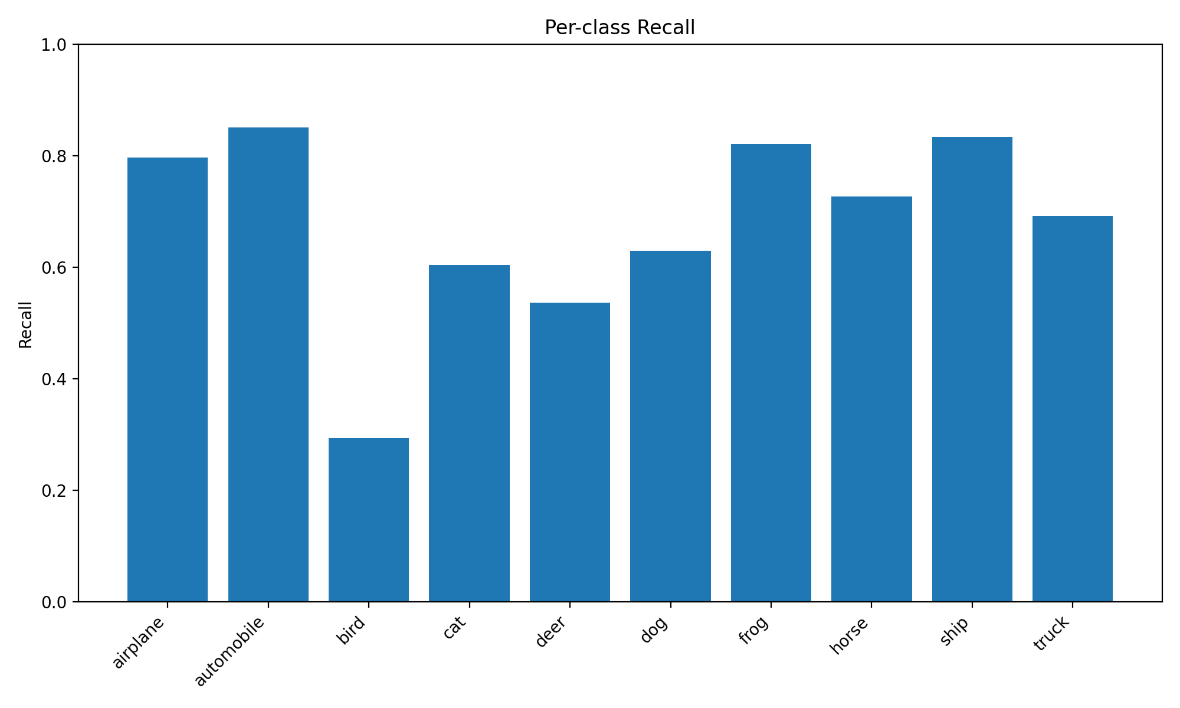 Per-class Recall
1.0
0.8
0.6
0.4
0.2
0.0
Recall
airplane
automobile
bird
cat
deer
dog
frog
horse
ship
truck